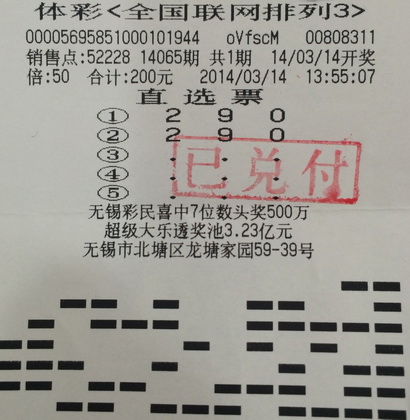 体彩<全国联网排列3>
00005695851000101944 oVfscM 00808311
销售点:52228 14065期 共1期 14/03/14开奖
倍:50 合计:200元 2014/03/14 13:55:07
直选票
① 2 9 0
② 2 9 0
③ . . .
④ . . .
⑤ . . .
已兑付
无锡彩民喜中7位数头奖500万
超级大乐透奖池3.23亿元
无锡市北塘区龙塘家园59-39号